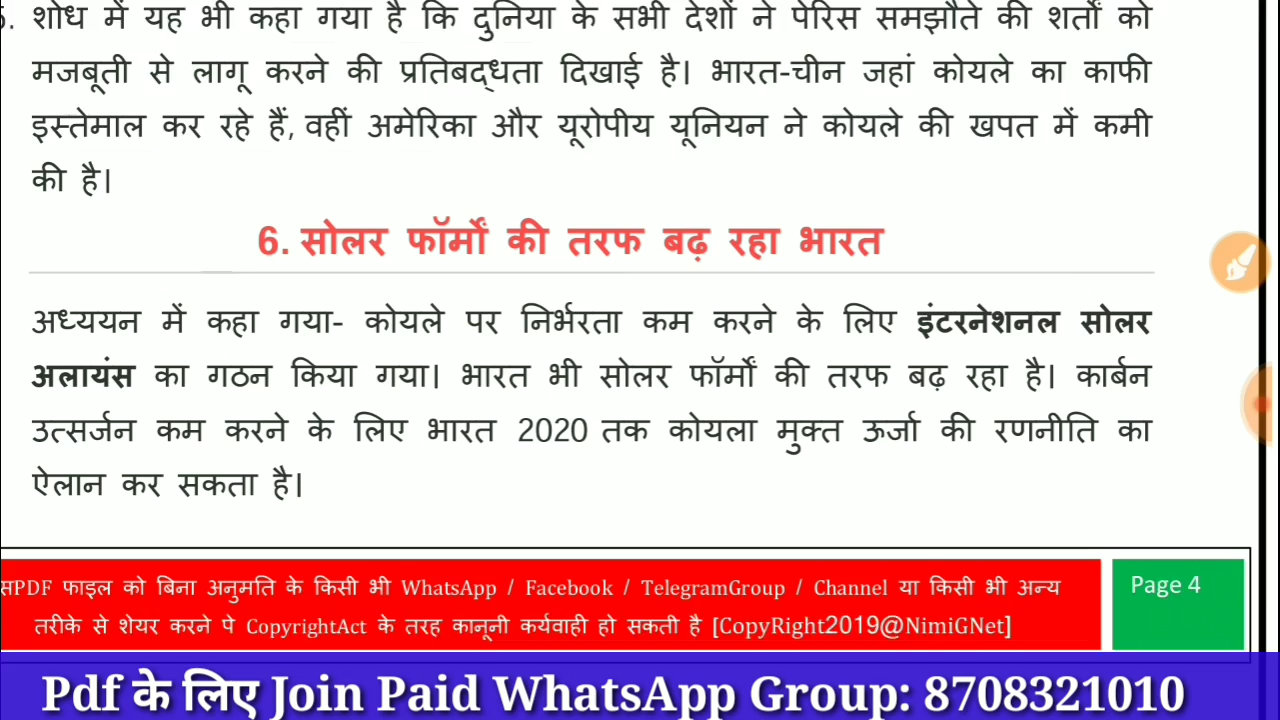 5. शोध में यह भी कहा गया है कि दुनिया के सभी देशों ने पेरिस समझौते की शर्तों को
मजबूती से लागू करने की प्रतिबद्धता दिखाई है। भारत-चीन जहां कोयले का काफी
इस्तेमाल कर रहे हैं, वहीं अमेरिका और यूरोपीय यूनियन ने कोयले की खपत में कमी
की है।
6. सोलर फॉर्मों की तरफ बढ़ रहा भारत
अध्ययन में कहा गया- कोयले पर निर्भरता कम करने के लिए इंटरनेशनल सोलर
अलायंस का गठन किया गया। भारत भी सोलर फॉर्मों की तरफ बढ़ रहा है। कार्बन
उत्सर्जन कम करने के लिए भारत 2020 तक कोयला मुक्त ऊर्जा की रणनीति का
ऐलान कर सकता है।
सPDF फाइल को बिना अनुमति के किसी भी WhatsApp / Facebook / TelegramGroup / Channel या किसी भी अन्य
तरीके से शेयर करने पे CopyrightAct के तरह कानूनी कर्यवाही हो सकती है [CopyRight2019@NimiGNet]
Page 4
Pdf के लिए Join Paid WhatsApp Group: 8708321010